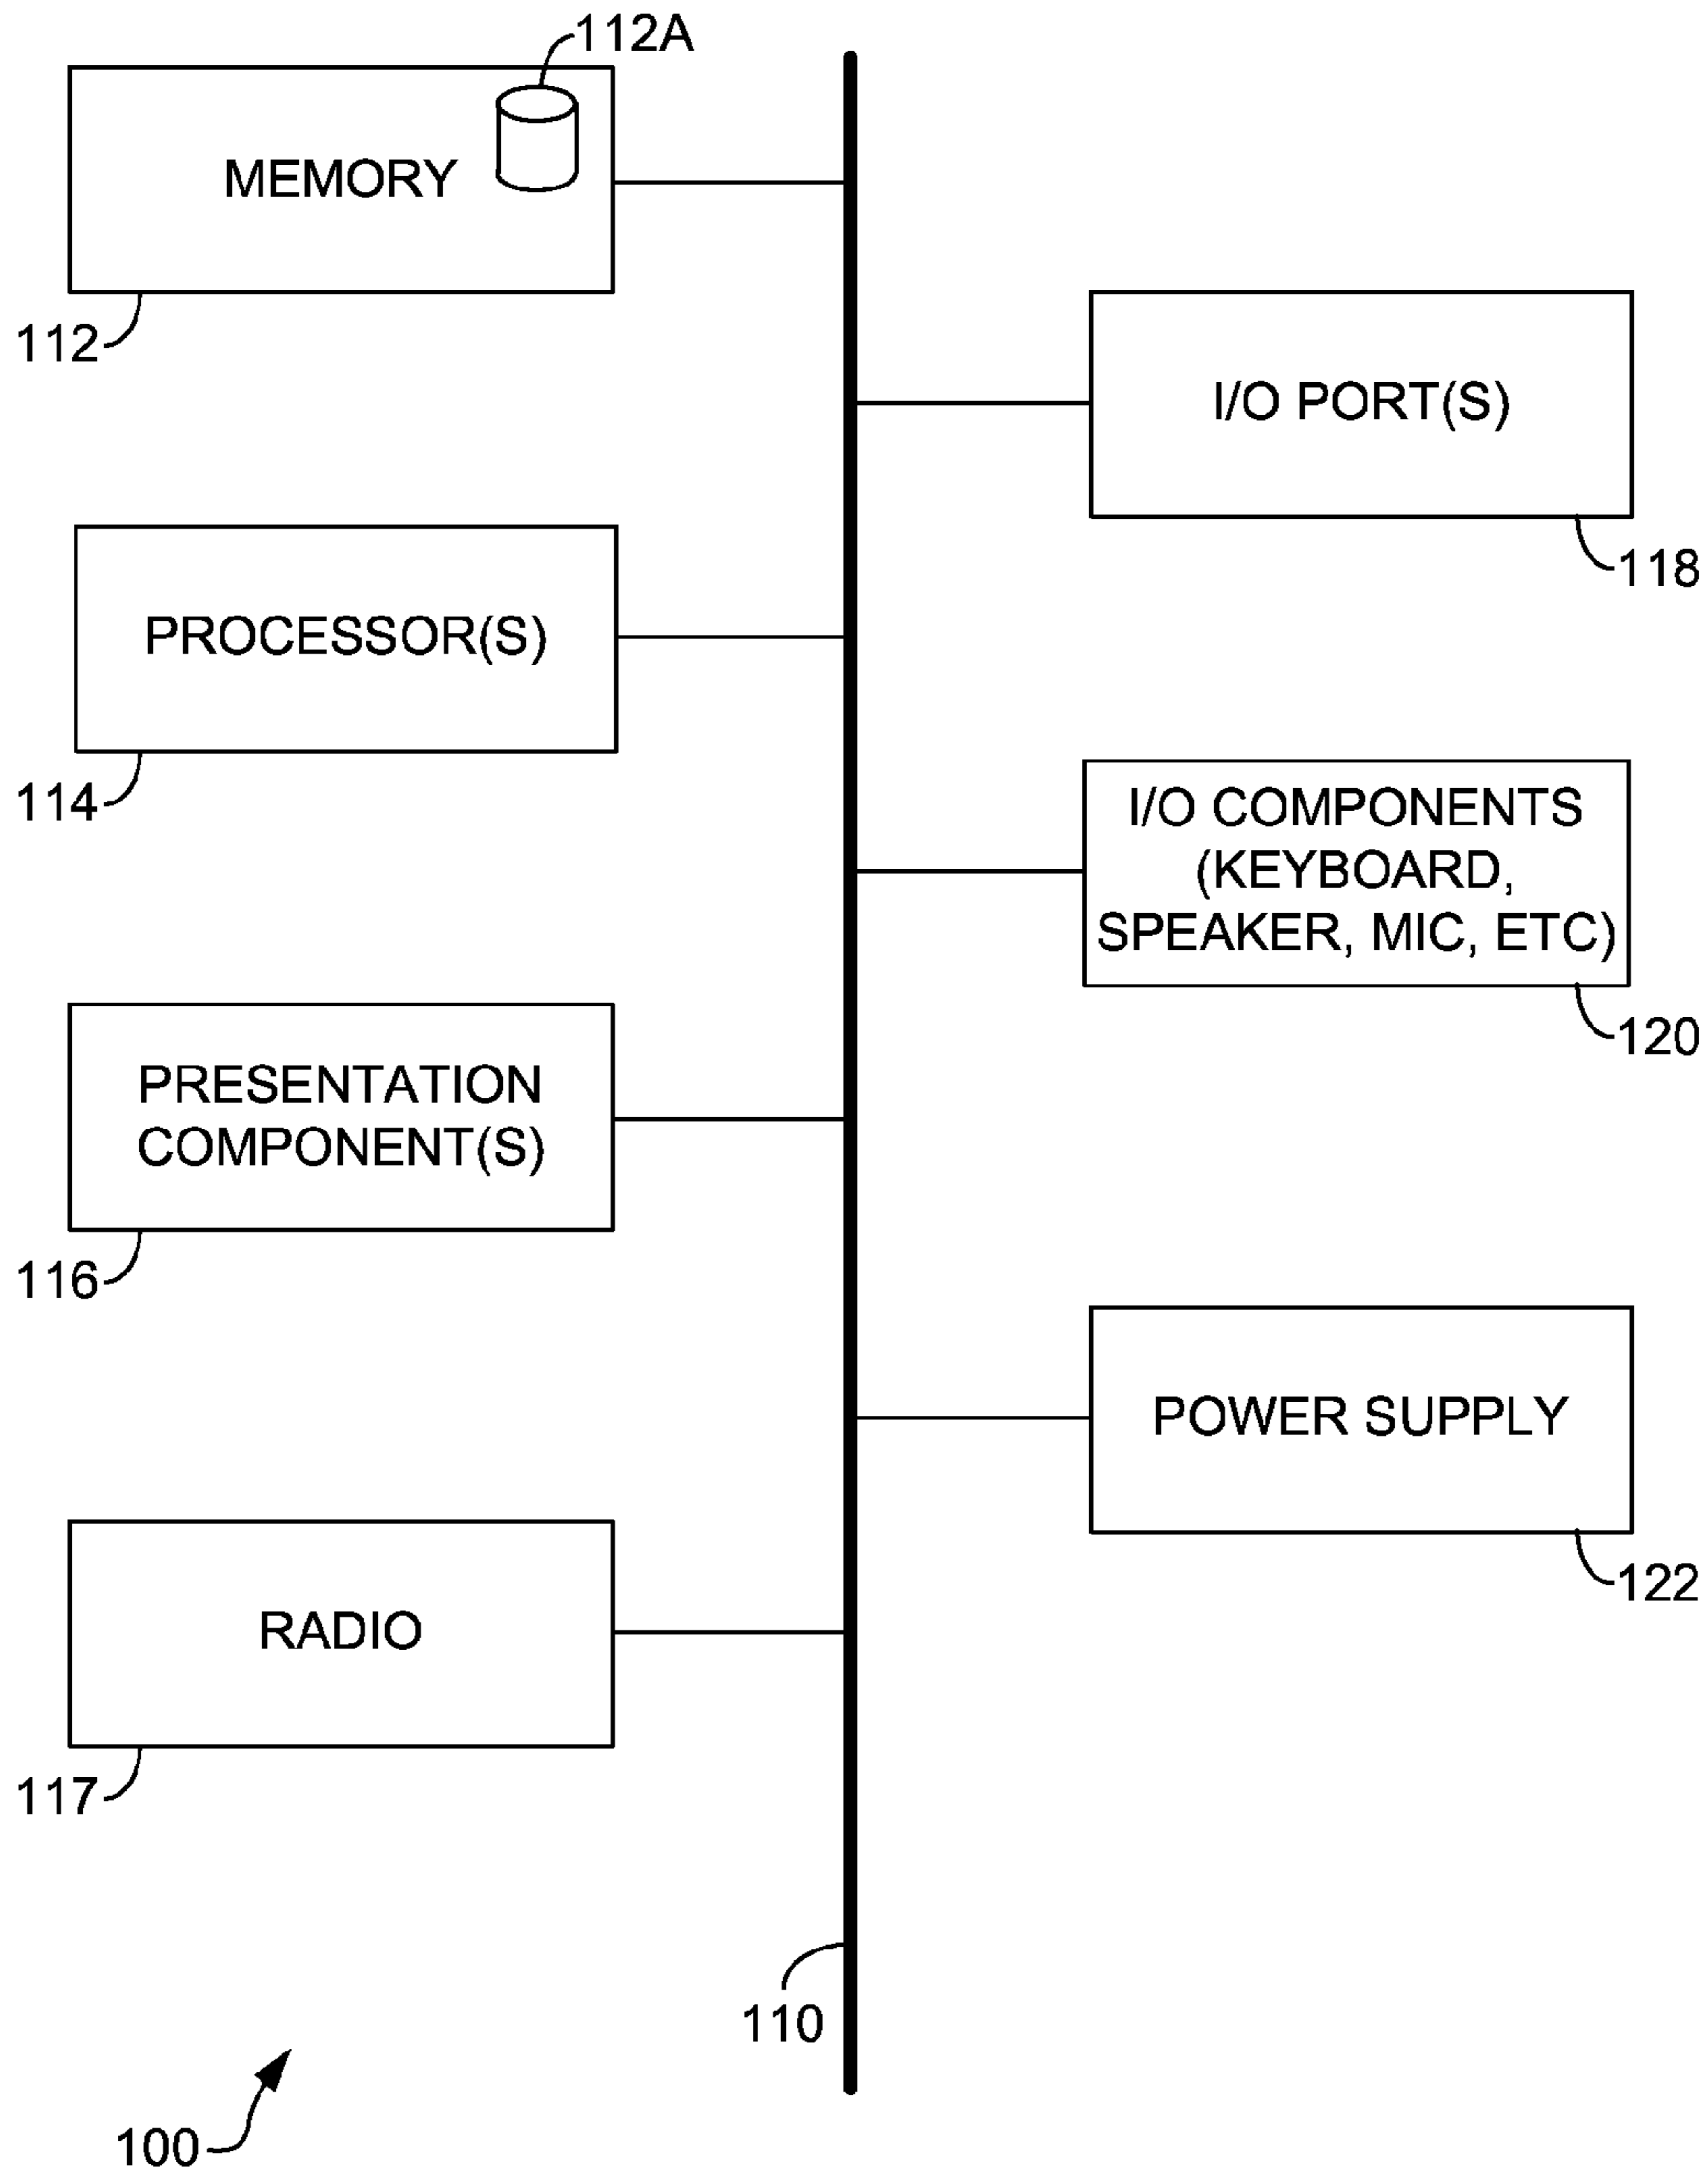 112A
MEMORY
112
I/O PORT(S)
118
PROCESSOR(S)
114
I/O COMPONENTS
(KEYBOARD,
SPEAKER, MIC, ETC)
120
PRESENTATION
COMPONENT(S)
116
POWER SUPPLY
122
RADIO
117
110
100